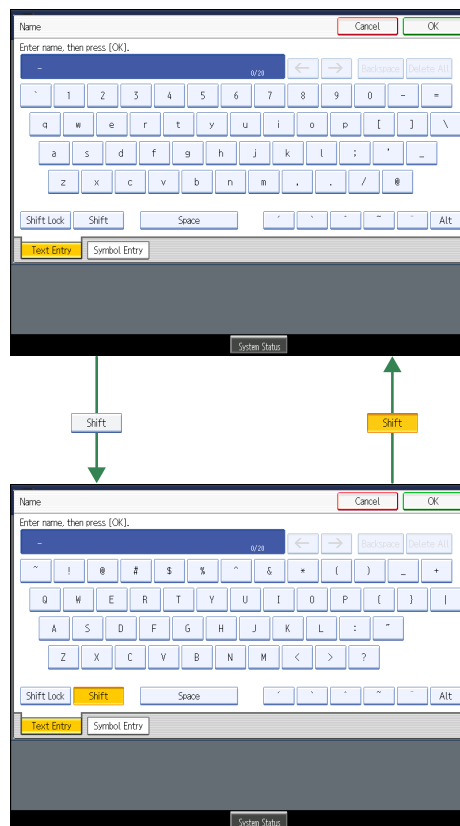 Name Cancel OK
Enter name, then press [OK].
_ 0/20 ← → Backspace Delete All
` 1 2 3 4 5 6 7 8 9 0 - =
q w e r t y u i o p [ ] \
a s d f g h j k l ; ' _
z x c v b n m , . / @
Shift Lock Shift Space ´ ` ^ ~ ¨ Alt
Text Entry Symbol Entry
System Status
Shift Shift
Name Cancel OK
Enter name, then press [OK].
_ 0/20 ← → Backspace Delete All
~ ! @ # $ % ^ & * ( ) _ +
Q W E R T Y U I O P { } |
A S D F G H J K L : "
Z X C V B N M < > ?
Shift Lock Shift Space ´ ` ^ ~ ¨ Alt
Text Entry Symbol Entry
System Status